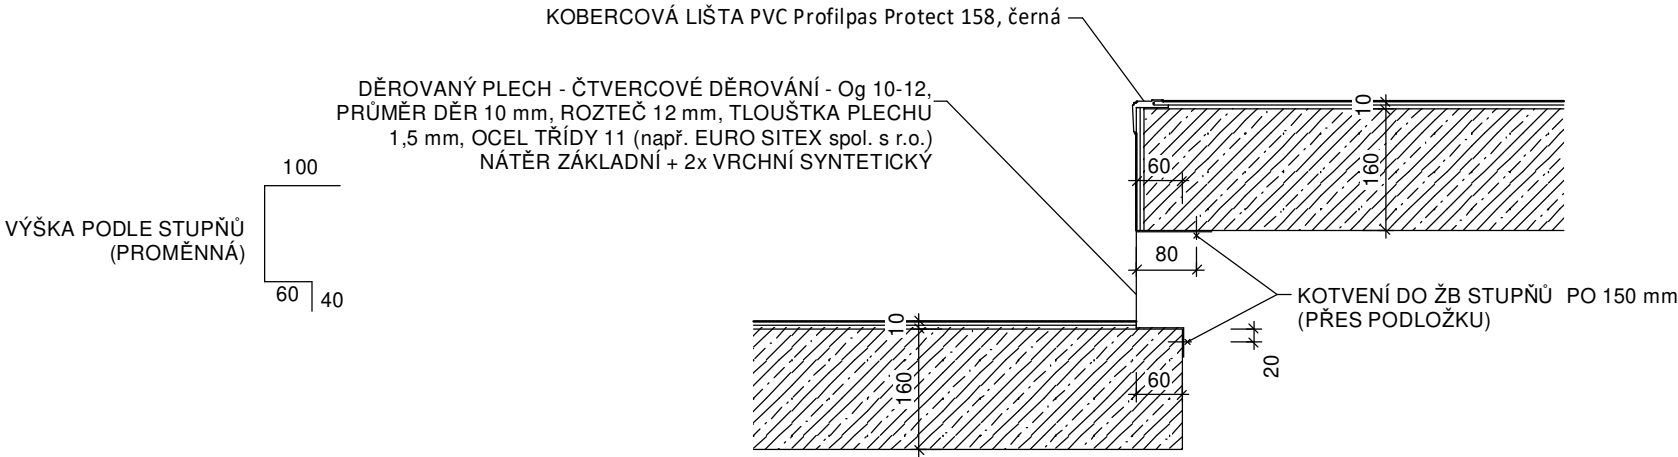 KOBERCOVÁ LIŠTA PVC Profilpas Protect 158, černá
DĚROVANÝ PLECH - ČTVERCOVÉ DĚROVÁNÍ - Og 10-12,
PRŮMĚR DĚR 10 mm, ROZTEČ 12 mm, TLOUŠTKA PLECHU
1,5 mm, OCEL TŘÍDY 11 (např. EURO SITEX spol. s r.o.)
NÁTĚR ZÁKLADNÍ + 2x VRCHNÍ SYNTETICKÝ
100
VÝŠKA PODLE STUPŇŮ
(PROMĚNNÁ)
60
40
10
60
160
80
KOTVENÍ DO ŽB STUPŇŮ PO 150 mm
(PŘES PODLOŽKU)
10
20
60
160